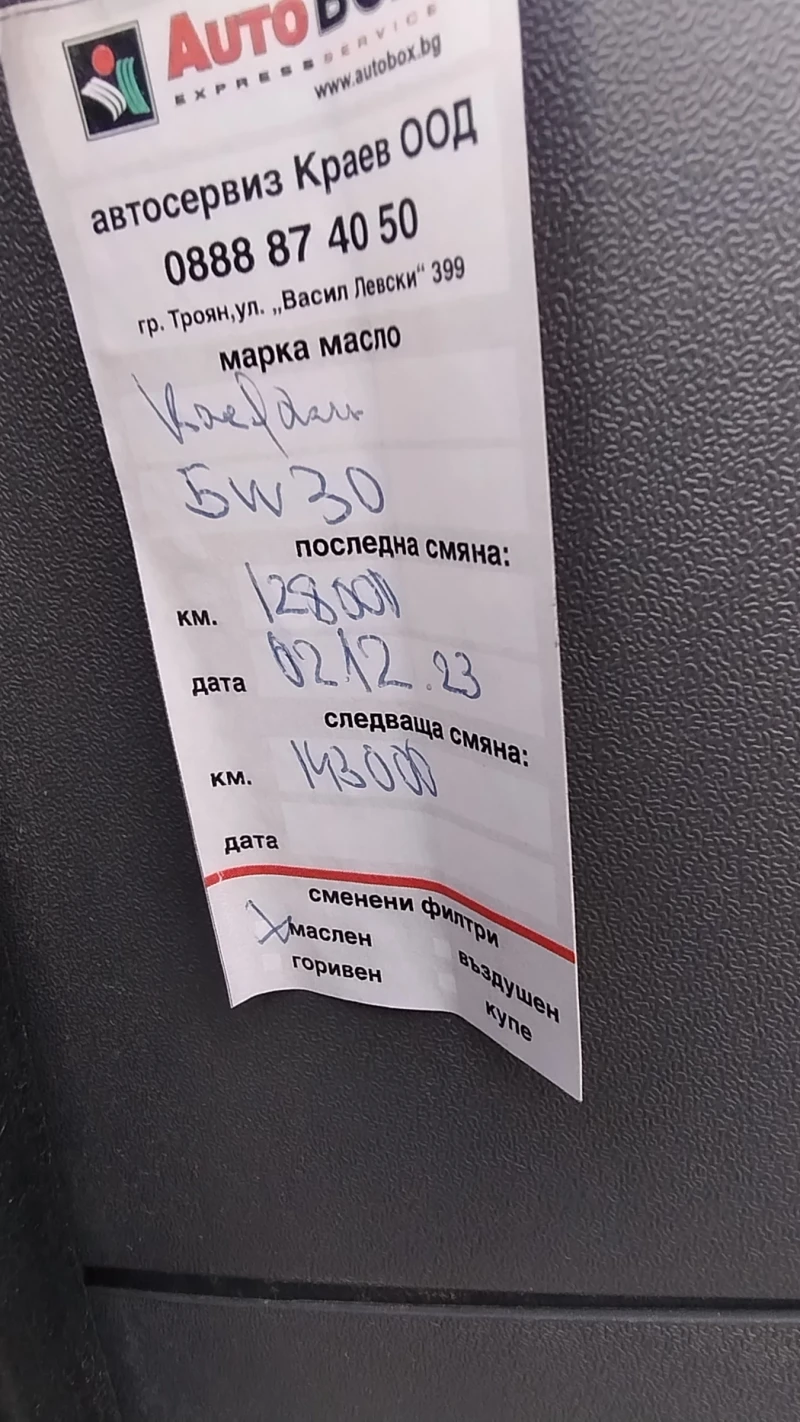 AUTO
EXPRESS SERVICE
www.autobox.bg
автосервиз Краев ООД
0888 87 40 50
гр. Троян,ул. „Васил Левски“ 399
марка масло
5W30
последна смяна:
км. 128000
дата 02.12.23
следваща смяна:
км. 143000
дата
сменени филтри
X маслен въздушен
горивен купе